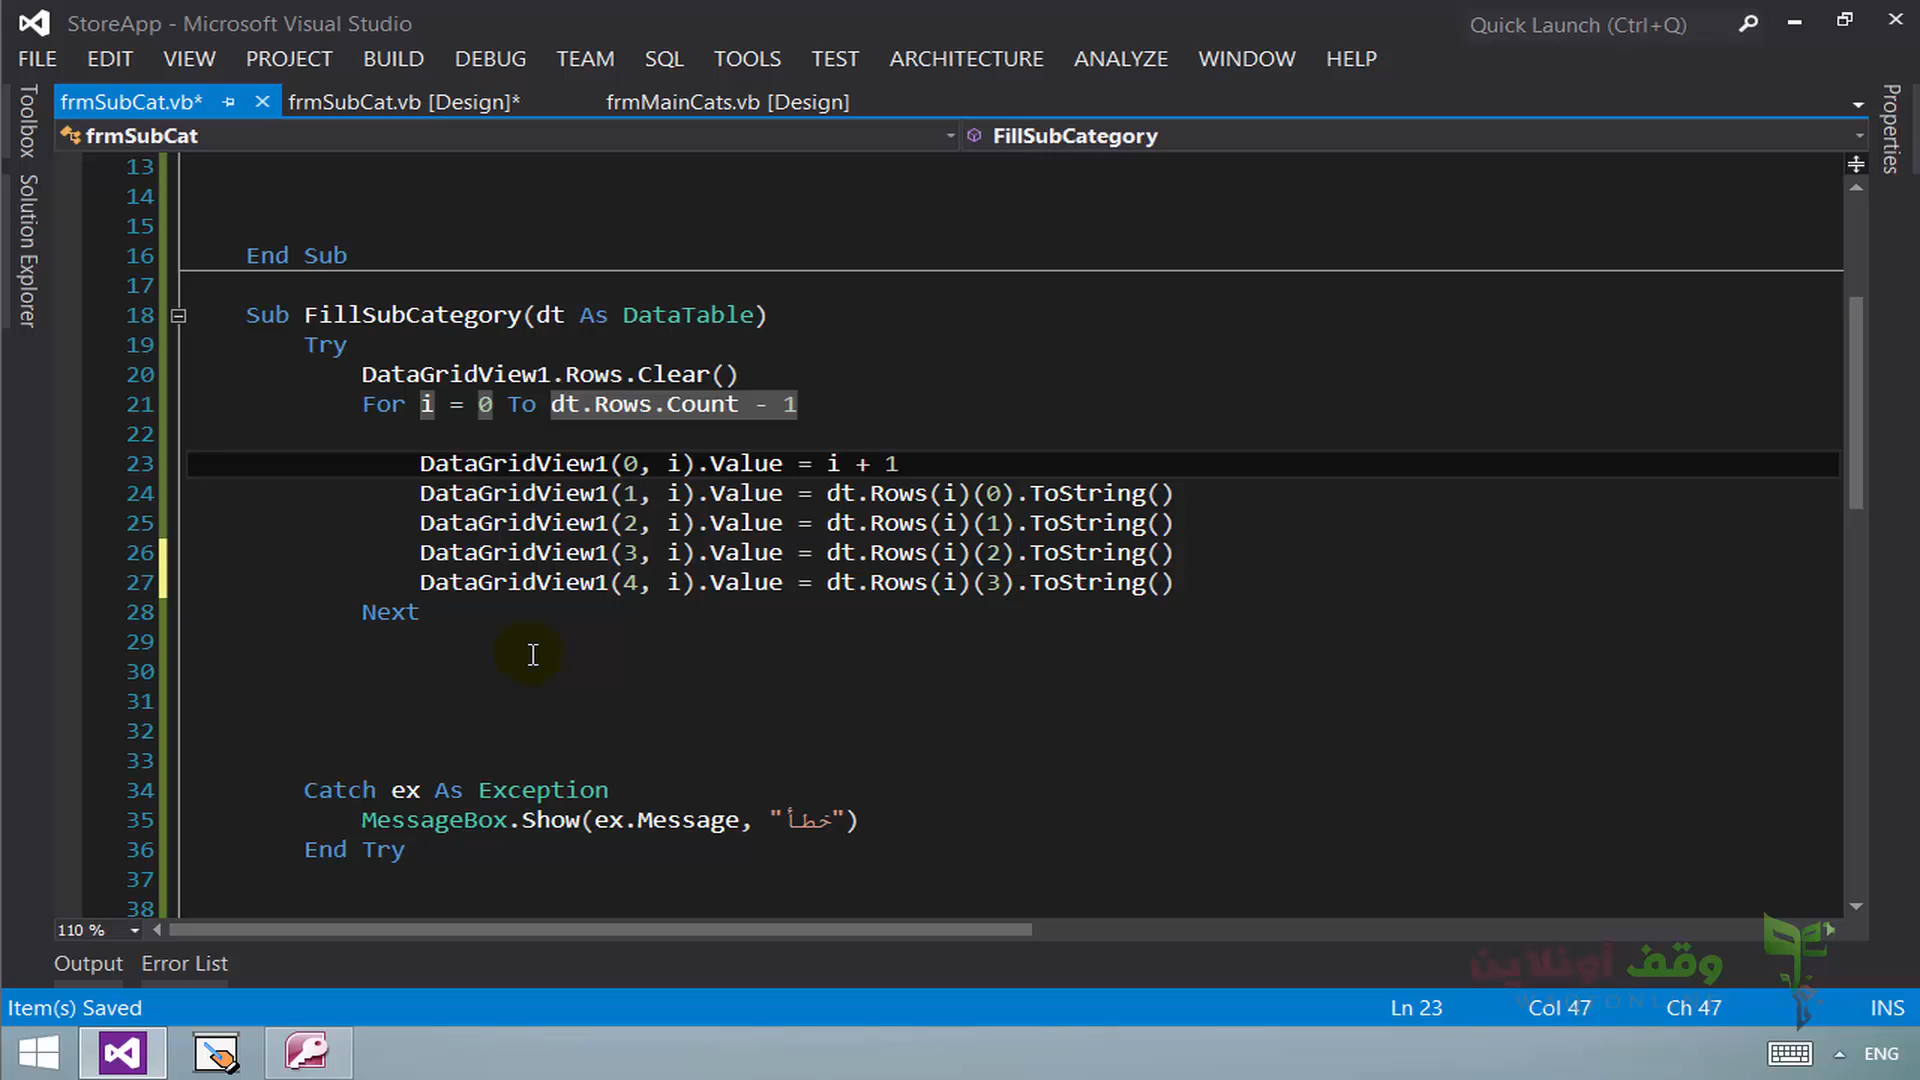 StoreApp - Microsoft Visual Studio
Quick Launch (Ctrl+Q)
FILE EDIT VIEW PROJECT BUILD DEBUG TEAM SQL TOOLS TEST ARCHITECTURE ANALYZE WINDOW HELP
frmSubCat.vb* frmSubCat.vb [Design]* frmMainCats.vb [Design]
frmSubCat FillSubCategory
Toolbox
Solution Explorer
Properties
13
14
15
16 End Sub
17
18 Sub FillSubCategory(dt As DataTable)
19 Try
20 DataGridView1.Rows.Clear()
21 For i = 0 To dt.Rows.Count - 1
22
23 DataGridView1(0, i).Value = i + 1
24 DataGridView1(1, i).Value = dt.Rows(i)(0).ToString()
25 DataGridView1(2, i).Value = dt.Rows(i)(1).ToString()
26 DataGridView1(3, i).Value = dt.Rows(i)(2).ToString()
27 DataGridView1(4, i).Value = dt.Rows(i)(3).ToString()
28 Next
29
30
31
32
33
34 Catch ex As Exception
35 MessageBox.Show(ex.Message, "خطأ")
36 End Try
37
38
110 %
وقف أونلاين
Output Error List
Item(s) Saved Ln 23 Col 47 Ch 47 INS
ENG